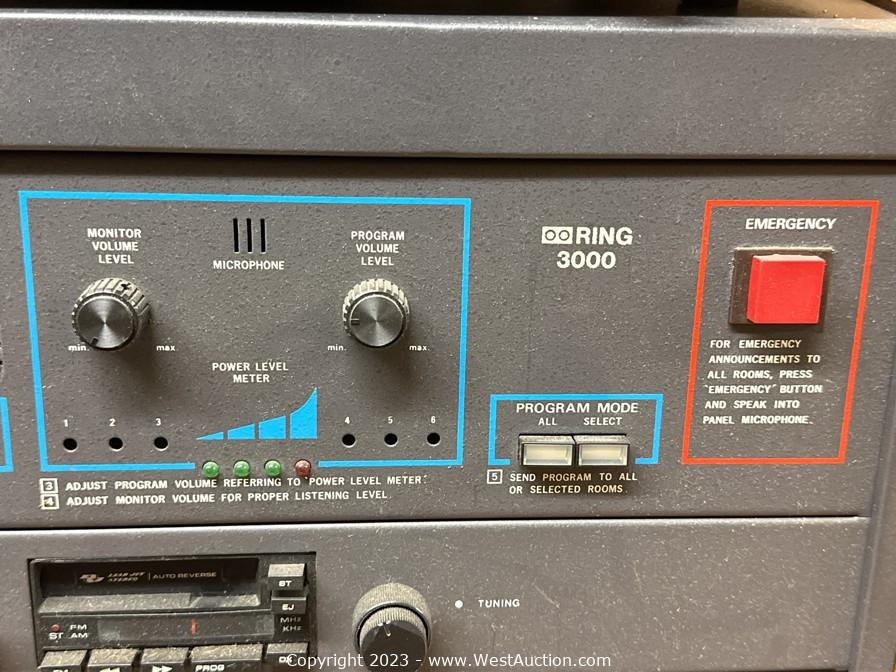 MONITOR
VOLUME
LEVEL
min.
max.
MICROPHONE
PROGRAM
VOLUME
LEVEL
min.
max.
POWER LEVEL
METER
1 2 3
4 5 6
3 ADJUST PROGRAM VOLUME REFERRING TO "POWER LEVEL METER".
4 ADJUST MONITOR VOLUME FOR PROPER LISTENING LEVEL.
RING
3000
PROGRAM MODE
ALL SELECT
5 SEND PROGRAM TO ALL
OR SELECTED ROOMS.
EMERGENCY
FOR EMERGENCY
ANNOUNCEMENTS TO
ALL ROOMS, PRESS
"EMERGENCY" BUTTON
AND SPEAK INTO
PANEL MICROPHONE.
LEAR JET
STEREO
AUTO REVERSE
ST
EJ
ST
FM
AM
MHz
KHz
PROG
TUNING
Copyright 2023 - www.WestAuction.com